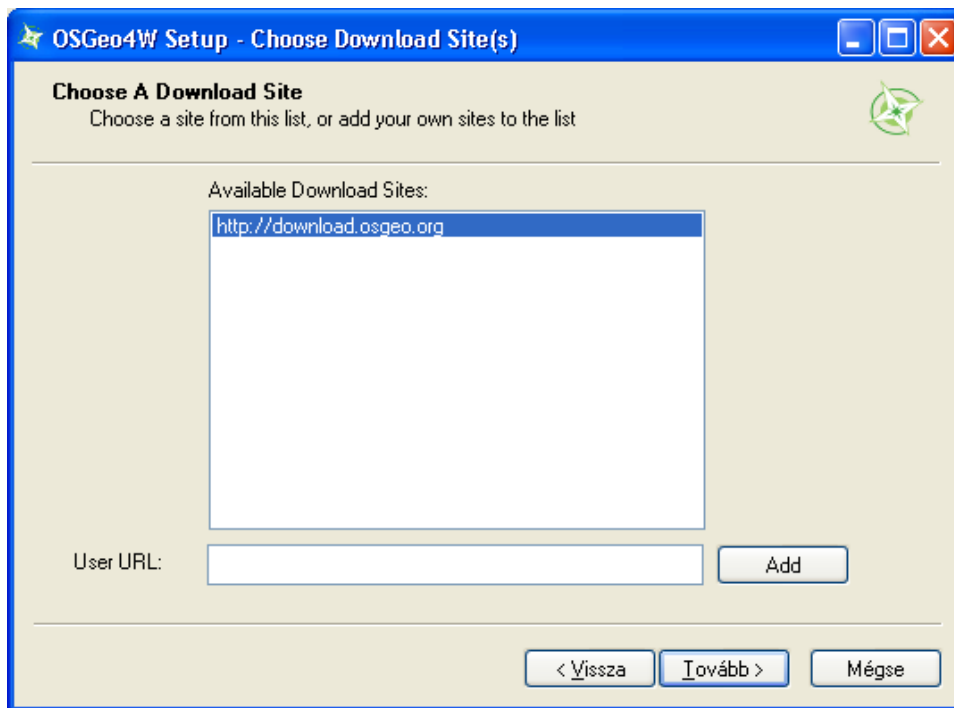 OSGeo4W Setup - Choose Download Site(s)
Choose A Download Site
Choose a site from this list, or add your own sites to the list
Available Download Sites:
http://download.osgeo.org
User URL:
Add
< Vissza
Tovább >
Mégse